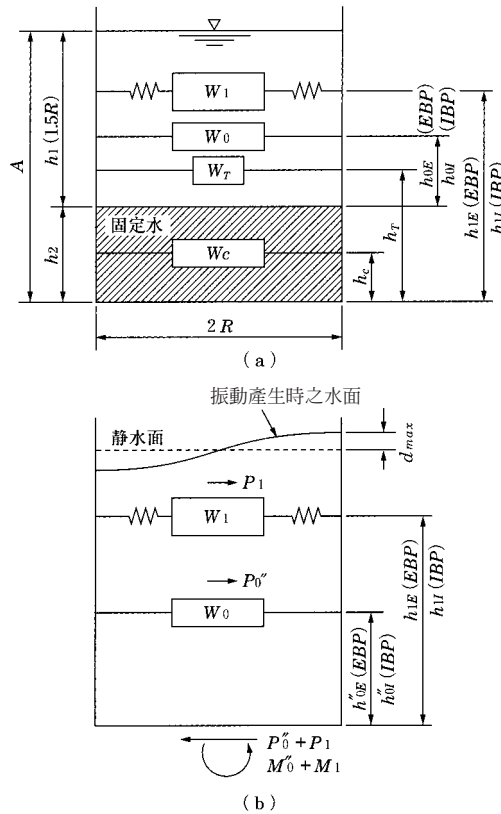 A
h1 (1.5R)
h2
W1
W0
WT
固定水
Wc
(EBP)
(IBP)
h0E
h0I
hT
hc
h1E (EBP)
h1I (IBP)
2R
(a)
振動產生時之水面
静水面
dmax
P1
W1
P0″
W0
h1E (EBP)
h1I (IBP)
h″0E (EBP)
h″0I (IBP)
P″0 + P1
M″0 + M1
(b)